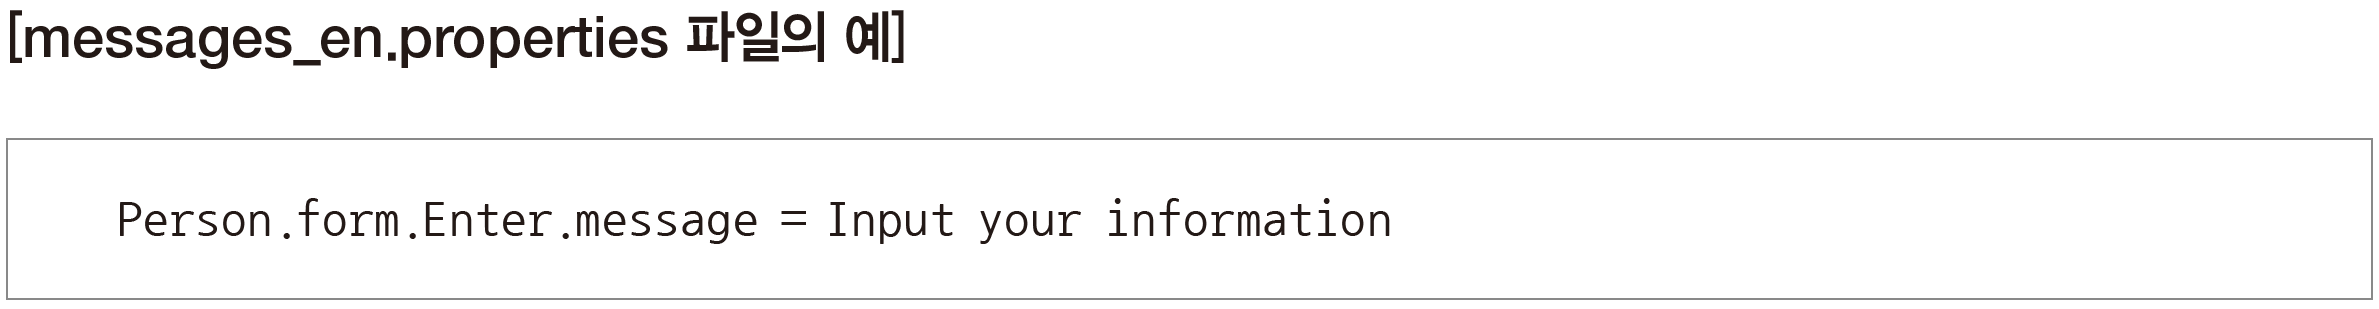 [messages_en.properties 파일의 예]
Person.form.Enter.message = Input your information